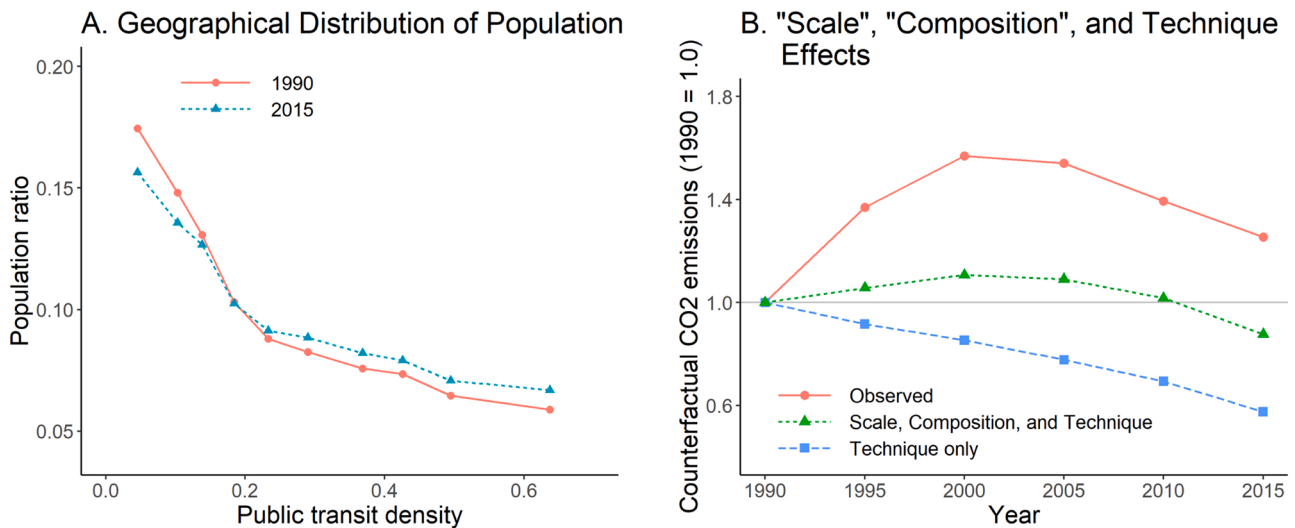 A. Geographical Distribution of Population
0.20
0.15
0.10
0.05
Population ratio
1990
2015
0.0
0.2
0.4
0.6
Public transit density
B. "Scale", "Composition", and Technique
Effects
Counterfactual CO2 emissions (1990 = 1.0)
1.8
1.4
1.0
0.6
Observed
Scale, Composition, and Technique
Technique only
1990
1995
2000
2005
2010
2015
Year